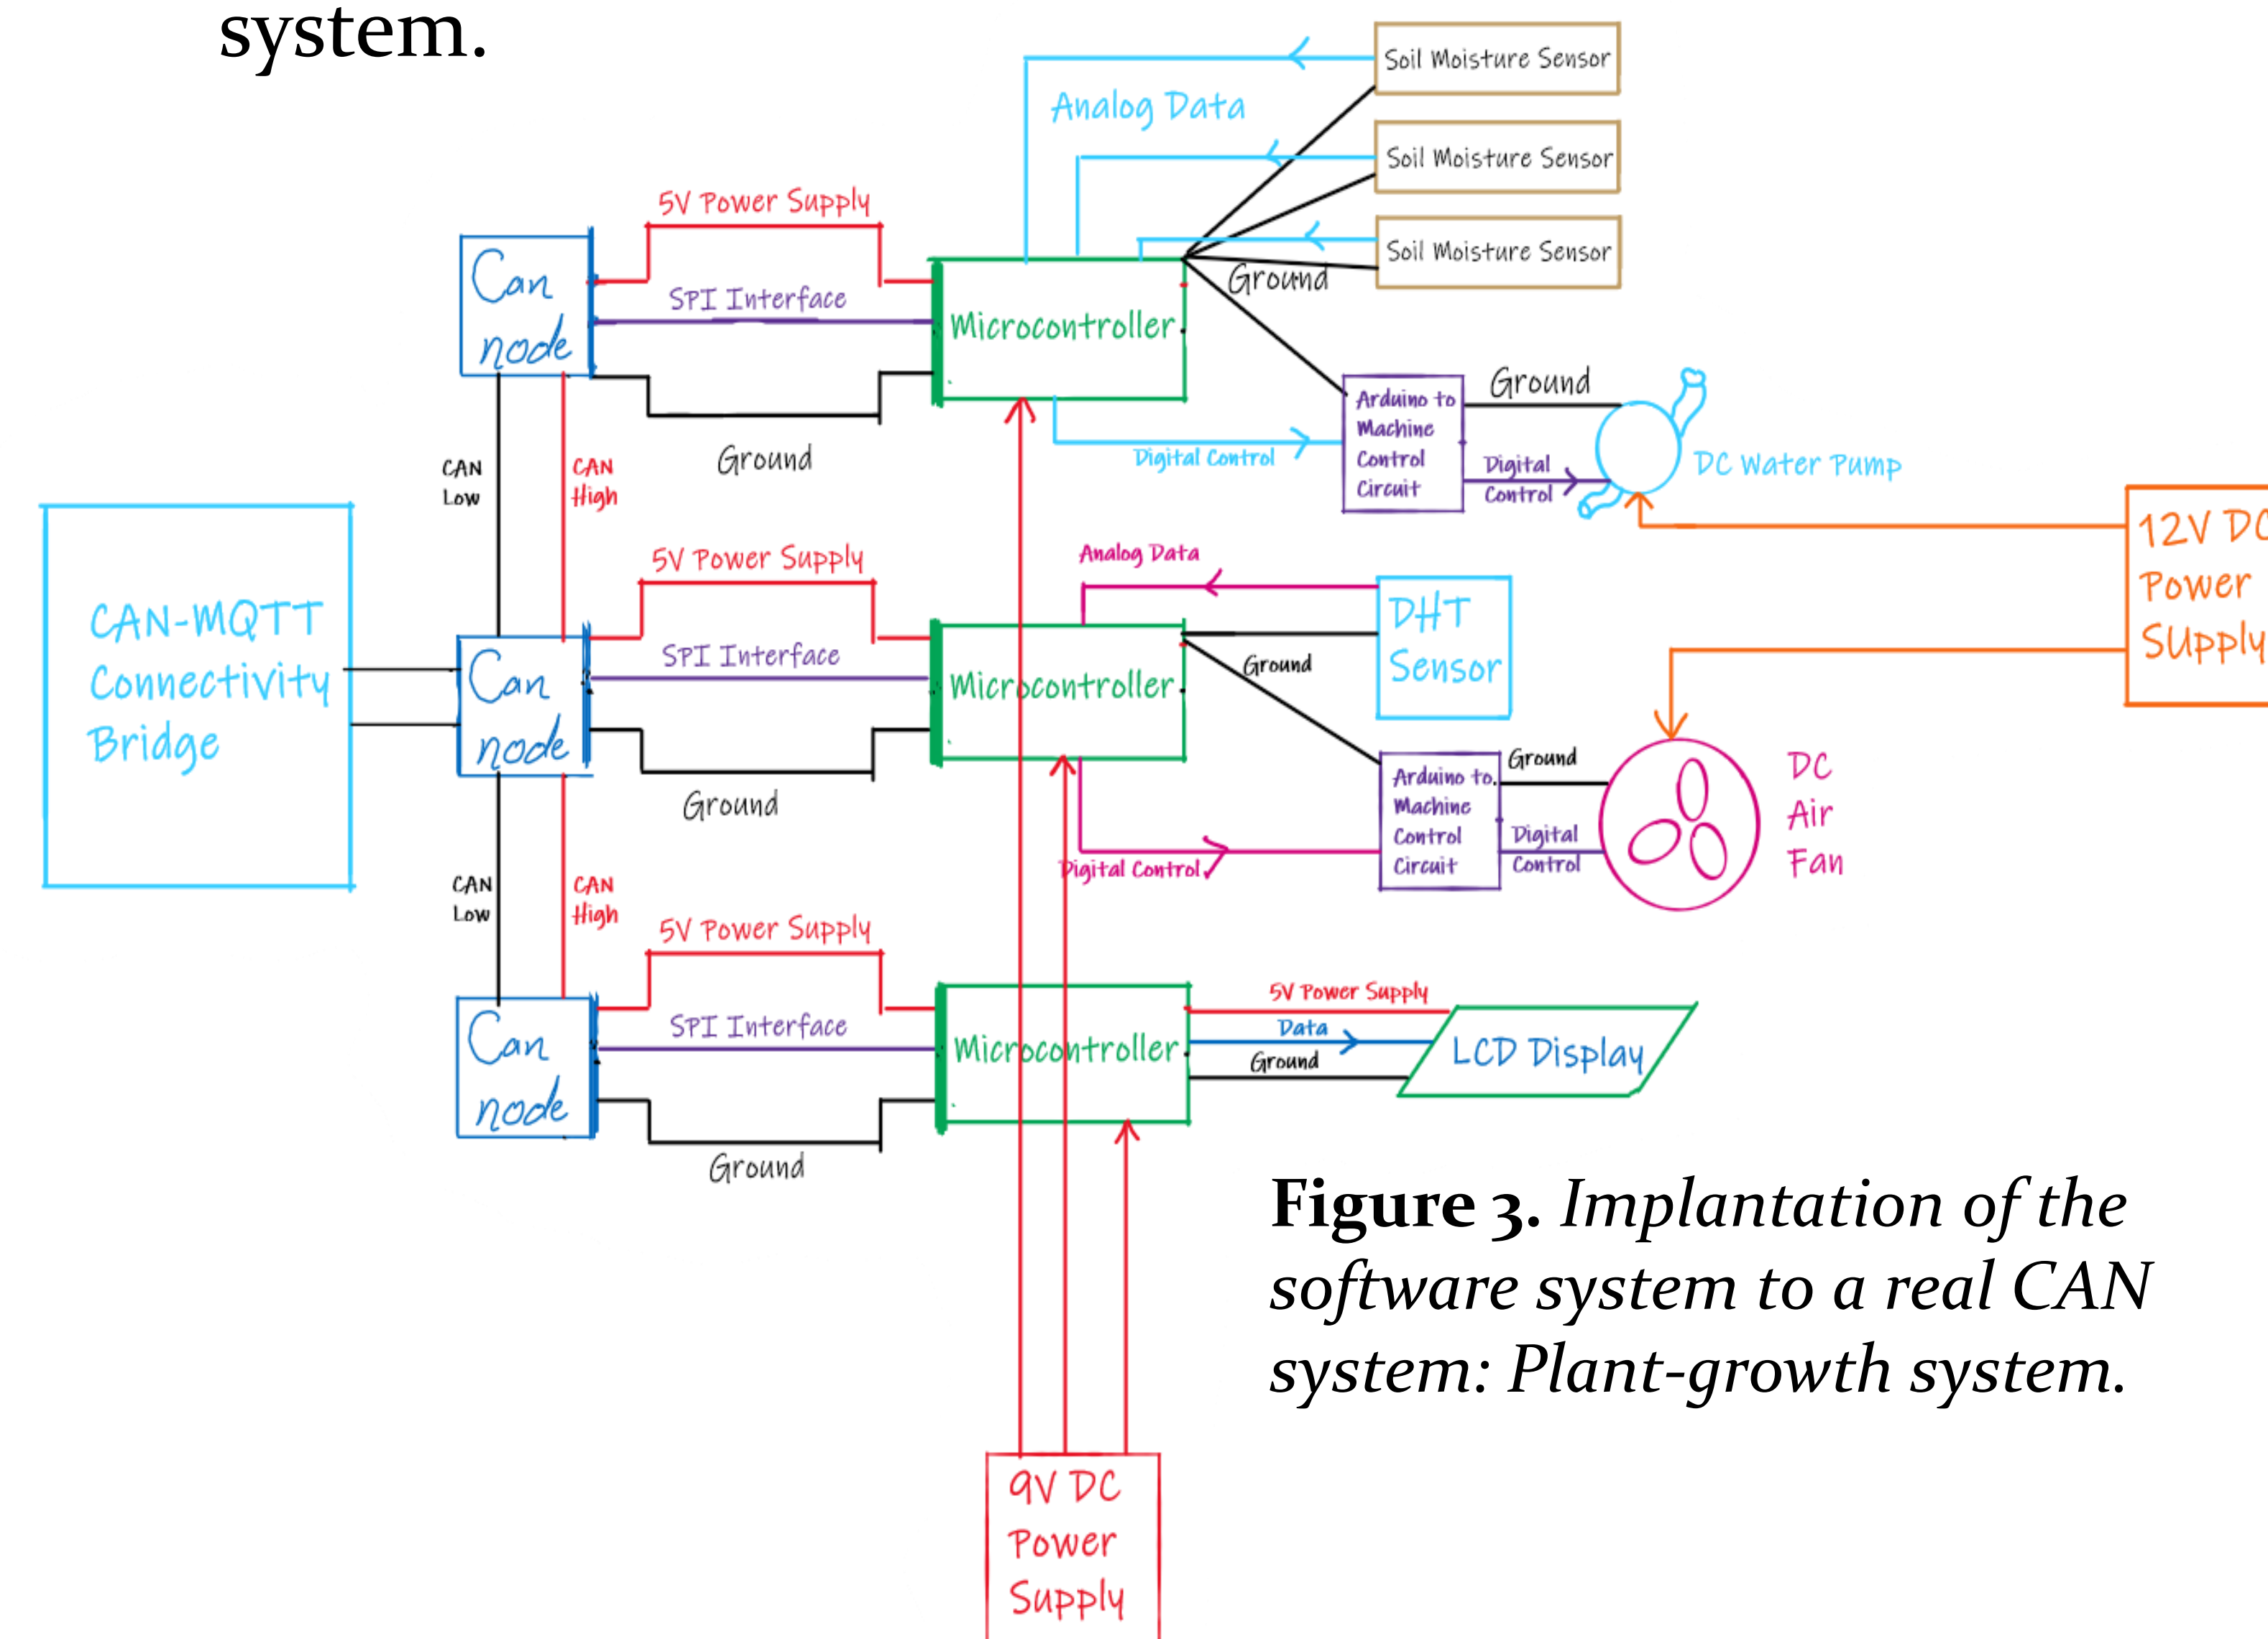 system.
Soil Moisture Sensor
Analog Data
Soil Moisture Sensor
5V Power Supply
Soil Moisture Sensor
Ground
Can
node
SPI Interface
Microcontroller
Ground
Arduino to
Machine
Control
Circuit
Ground
Digital Control
Digital
Control
DC Water Pump
CAN
Low
CAN
High
12V DC
Power
SUpply
CAN-MQTT
Connectivity
Bridge
5V Power Supply
Analog Data
Can
node
SPI Interface
Microcontroller
DHT
Sensor
Ground
Ground
Arduino to
Machine
Control
Circuit
Ground
Digital Control
Digital
Control
DC
Air
Fan
CAN
Low
CAN
High
5V Power Supply
Can
node
SPI Interface
Microcontroller
5V Power Supply
Data
Ground
LCD Display
Ground
Figure 3. Implantation of the
software system to a real CAN
system: Plant-growth system.
9V DC
Power
Supply